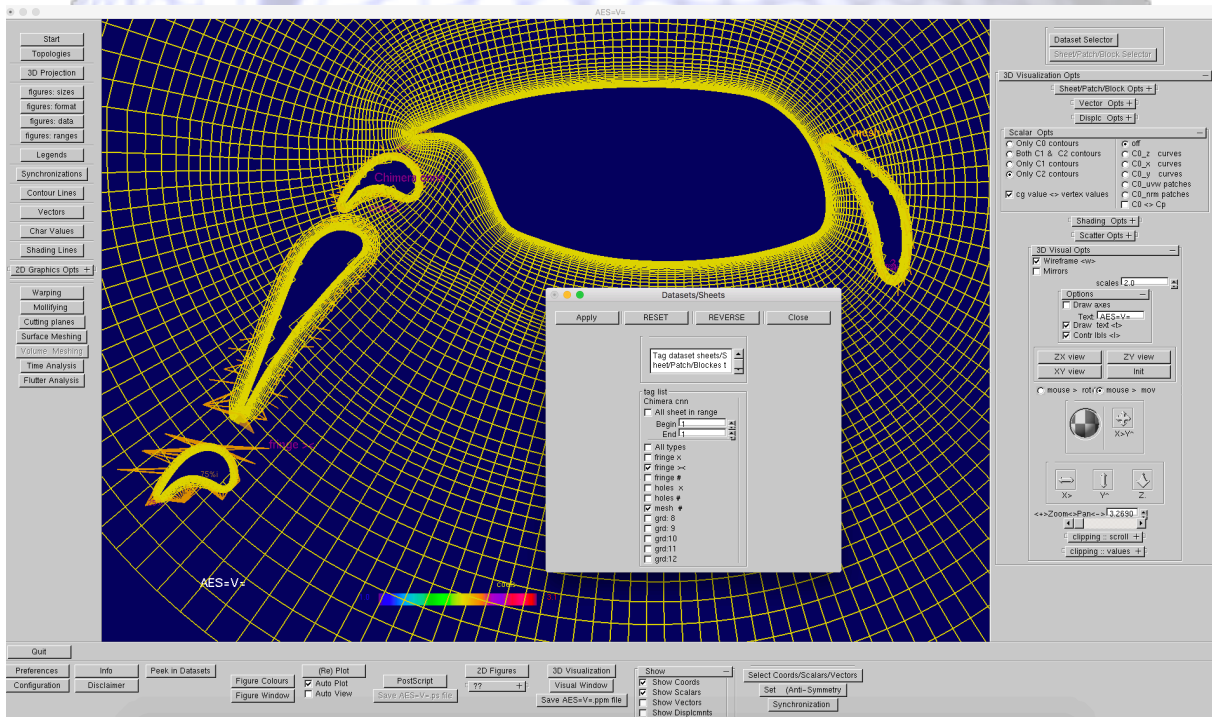 AES=V=
Start
Topologies
3D Projection
figures: sizes
figures: format
figures: data
figures: ranges
Legends
Synchronizations
Contour Lines
Vectors
Char Values
Shading Lines
2D Graphics Opts +
Warping
Mollifying
Cutting planes
Surface Meshing
Volume Meshing
Time Analysis
Flutter Analysis
Chimera
fringe ><
75%i
AES=V=
Datasets/Sheets
Apply RESET REVERSE Close
Tag dataset sheets/S
heet/Patch/Blockes t
tag list
Chimera cnn
All sheet in range
Begin 1
End 1
All types
fringe x
fringe ><
fringe #
holes x
holes #
mesh #
grd: 8
grd: 9
grd:10
grd:11
grd:12
Dataset Selector
Sheet/Patch/Block Selector
3D Visualization Opts
Sheet/Patch/Block Opts +
Vector Opts +
Displc Opts +
Scalar Opts
Only C0 contours
Both C1 & C2 contours
Only C1 contours
Only C2 contours
cg value <> vertex values
off
C0_z curves
C0_x curves
C0_y curves
C0_uvw patches
C0_nrm patches
C0 <> Cp
Shading Opts +
Scatter Opts +
3D Visual Opts
Wireframe <w>
Mirrors
scales 2.0
Options
Draw axes
Text: AES=V=
Draw text <t>
Contr lbls <l>
ZX view ZY view
XY view Init
mouse > rot mouse > mov
X>Y^
X> Y^ Z.
<+>Zoom<>Pan<-> 3.2690
clipping :: scroll +
clipping :: values +
Quit
Preferences Info Peek in Datasets
Configuration Disclaimer
Figure Colours
Figure Window
(Re) Plot
Auto Plot
Auto View
PostScript
Save AES=V=.ps file
2D Figures
?? +
3D Visualization
Visual Window
Save AES=V=.ppm file
Show
Show Coords
Show Scalars
Show Vectors
Show Displcmnts
Select Coords/Scalars/Vectors
Set (Anti-Symmetry
Synchronization